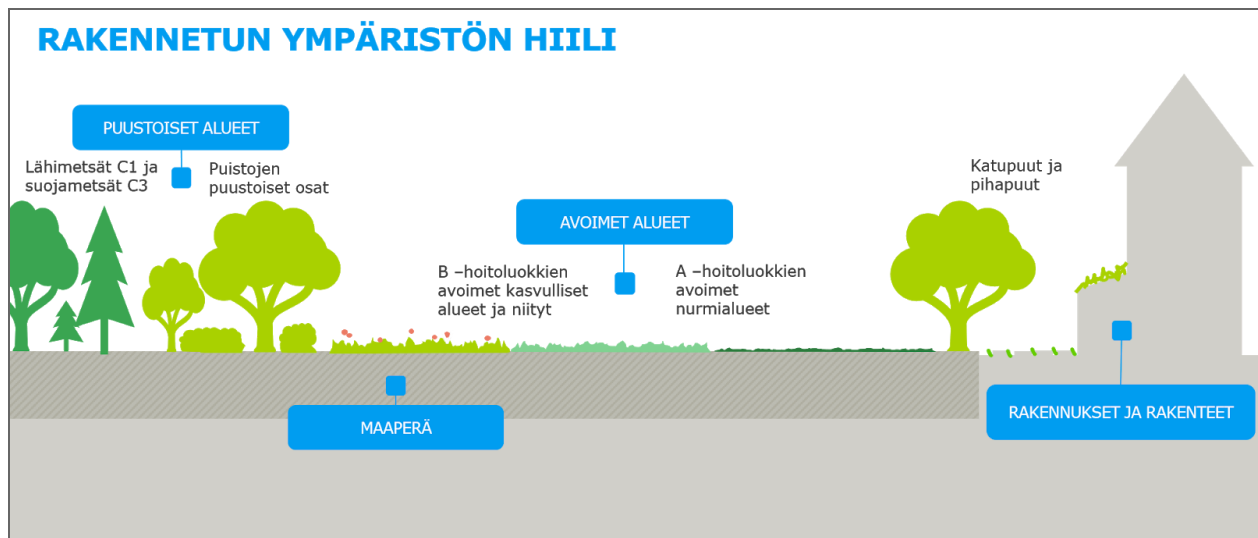 RAKENNETUN YMPÄRISTÖN HIILI
PUUSTOISET ALUEET
Lähimetsät C1 ja
suojametsät C3
Puistojen
puustoiset osat
AVOIMET ALUEET
B –hoitoluokkien
avoimet kasvulliset
alueet ja niityt
A –hoitoluokkien
avoimet
nurmialueet
Katupuut ja
pihapuut
MAAPERÄ
RAKENNUKSET JA RAKENTEET